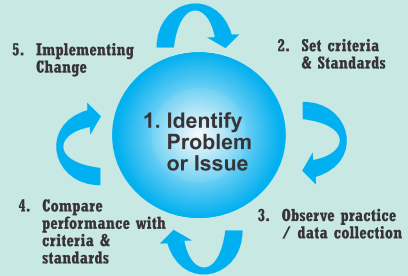 1. Identify
Problem
or Issue
2. Set criteria
& Standards
3. Observe practice
/ data collection
4. Compare
performance with
criteria &
standards
5. Implementing
Change